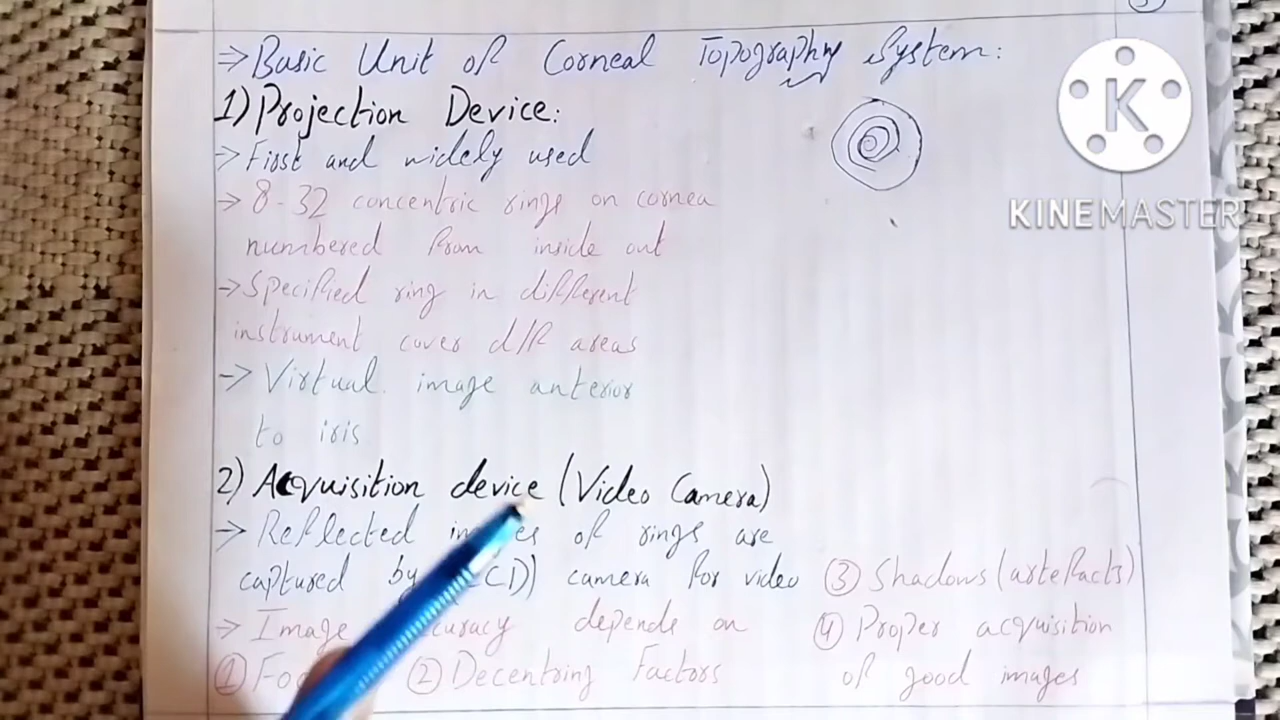 ⇒ Basic Unit of Corneal Topography System:
1) Projection Device:
⇒ First and widely used
→ 8-32 concentric rings on cornea
numbered from inside out
→ Specified ring in different
instrument cover d/f areas
→ Virtual image anterior
to iris
2) Acquisition device (Video Camera)
⇒ Reflected of rings are
captured by camera for video
→ Image depends on
① ② Decentring Factors
③ Shadows (artefacts)
④ Proper acquisition
of good images
K
KINEMASTER